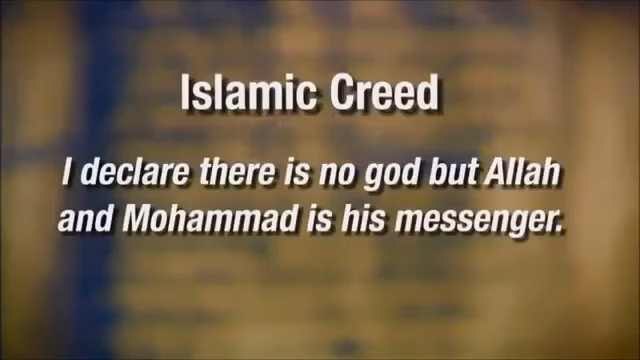 Islamic Creed
I declare there is no god but Allah
and Mohammad is his messenger.